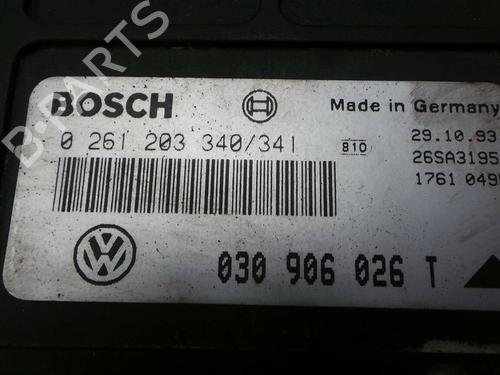 BOSCH
Made in Germany
0 261 203 340/341
810
29.10.93
26SA3195
1761 049
030 906 026 T
B-Parts